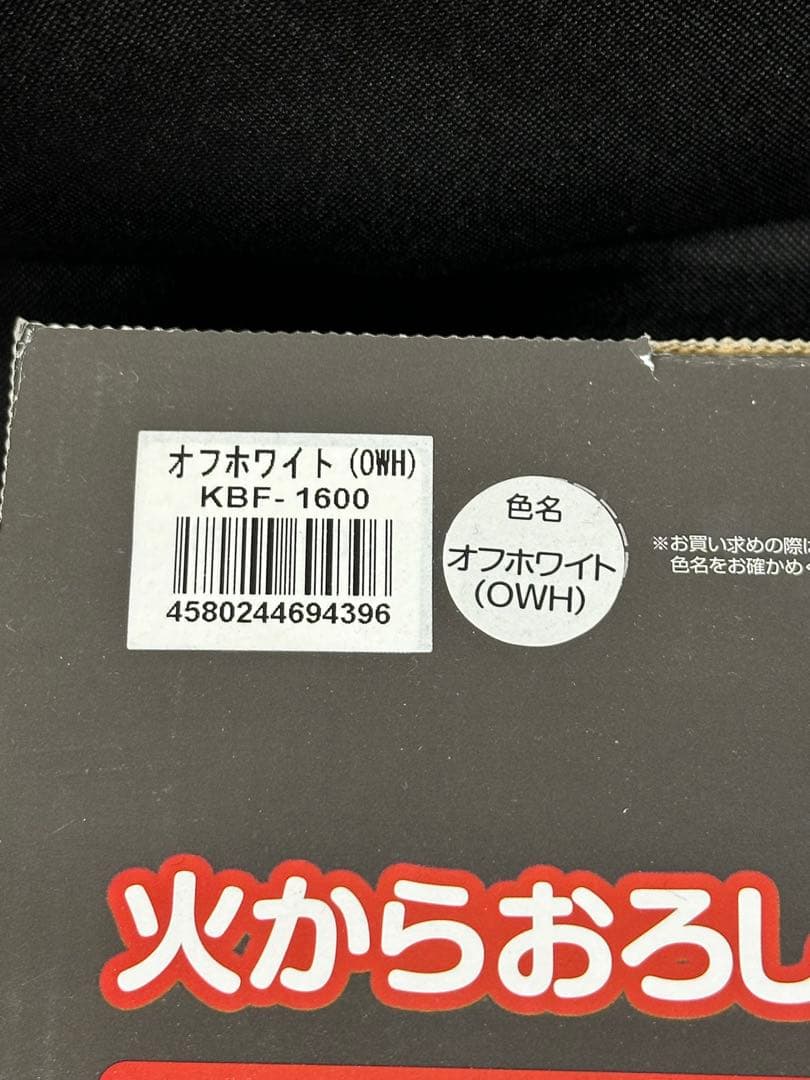 オフホワイト(OWH)
KBF-1600
4580244694396
色名
オフホワイト
(OWH)
※お買い求めの際は
色名をお確かめく
火からおろし